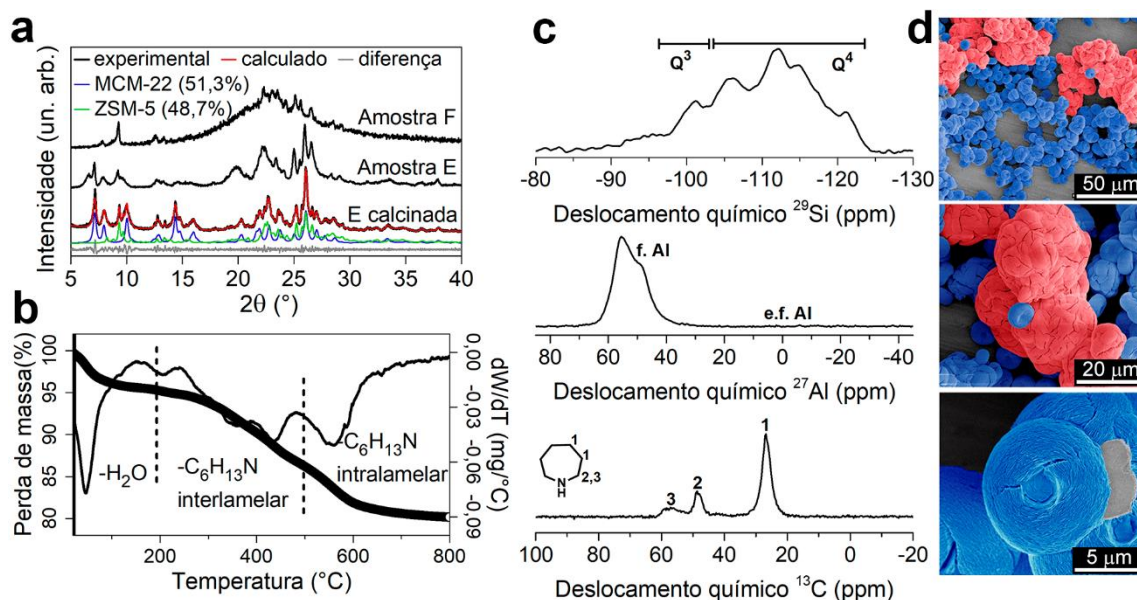 a
experimental calculado diferença
MCM-22 (51,3%)
ZSM-5 (48,7%)
Amostra F
Amostra E
E calcinada
Intensidade (un. arb.)
5 10 15 20 25 30 35 40
2θ (°)
b
100
95
90
85
80
Perda de massa(%)
-H₂O
-C₆H₁₃N
interlamelar
-C₆H₁₃N
intralamelar
0,00
-0,03
-0,06
-0,09
dW/dT (mg/°C)
200 400 600 800
Temperatura (°C)
c
Q³ Q⁴
-80 -90 -100 -110 -120 -130
Deslocamento químico ²⁹Si (ppm)
f. Al
e.f. Al
80 60 40 20 0 -20 -40
Deslocamento químico ²⁷Al (ppm)
1
1
2,3
N
H
3 2 1
100 80 60 40 20 0 -20
Deslocamento químico ¹³C (ppm)
d
50 μm
20 μm
5 μm